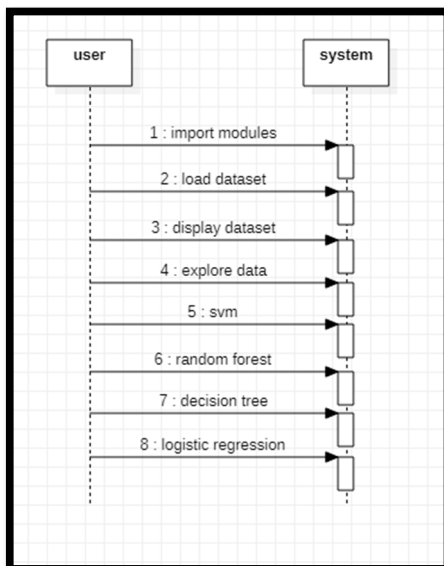 user
system
1 : import modules
2 : load dataset
3 : display dataset
4 : explore data
5 : svm
6 : random forest
7 : decision tree
8 : logistic regression